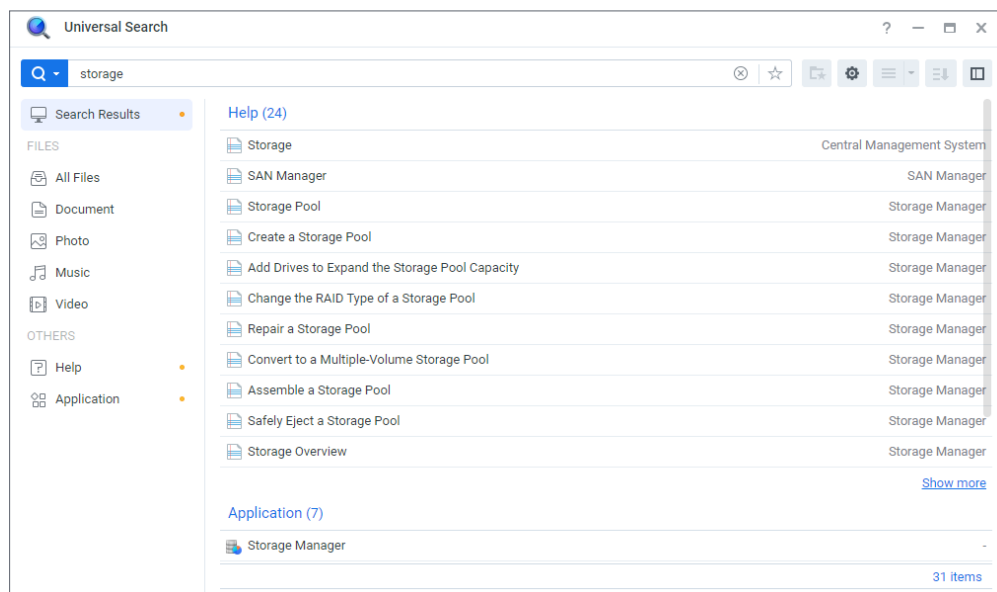 Universal Search
storage
Search Results
FILES
All Files
Document
Photo
Music
Video
OTHERS
Help
Application
Help (24)
Storage Central Management System
SAN Manager SAN Manager
Storage Pool Storage Manager
Create a Storage Pool Storage Manager
Add Drives to Expand the Storage Pool Capacity Storage Manager
Change the RAID Type of a Storage Pool Storage Manager
Repair a Storage Pool Storage Manager
Convert to a Multiple-Volume Storage Pool Storage Manager
Assemble a Storage Pool Storage Manager
Safely Eject a Storage Pool Storage Manager
Storage Overview Storage Manager
Show more
Application (7)
Storage Manager -
31 items